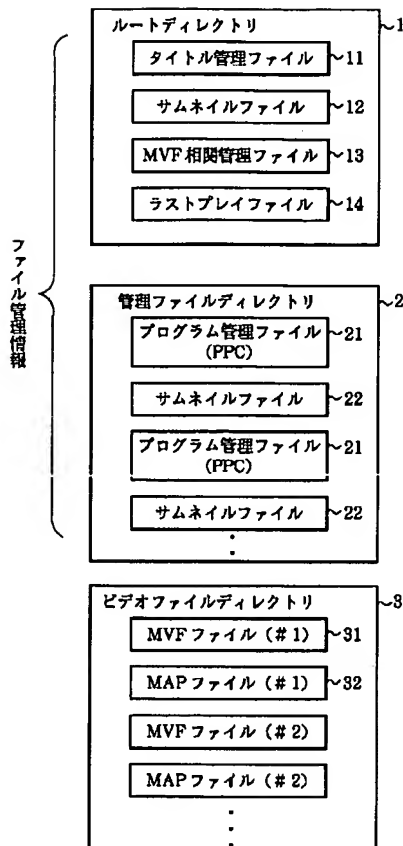 ルートディレクトリ
1
タイトル管理ファイル
11
サムネイルファイル
12
MVF相関管理ファイル
13
ラストプレイファイル
14
ファイル管理情報
管理ファイルディレクトリ
2
プログラム管理ファイル
(PPC)
21
サムネイルファイル
22
プログラム管理ファイル
(PPC)
21
サムネイルファイル
22
ビデオファイルディレクトリ
3
MVFファイル(#1)
31
MAPファイル(#1)
32
MVFファイル(#2)
MAPファイル(#2)